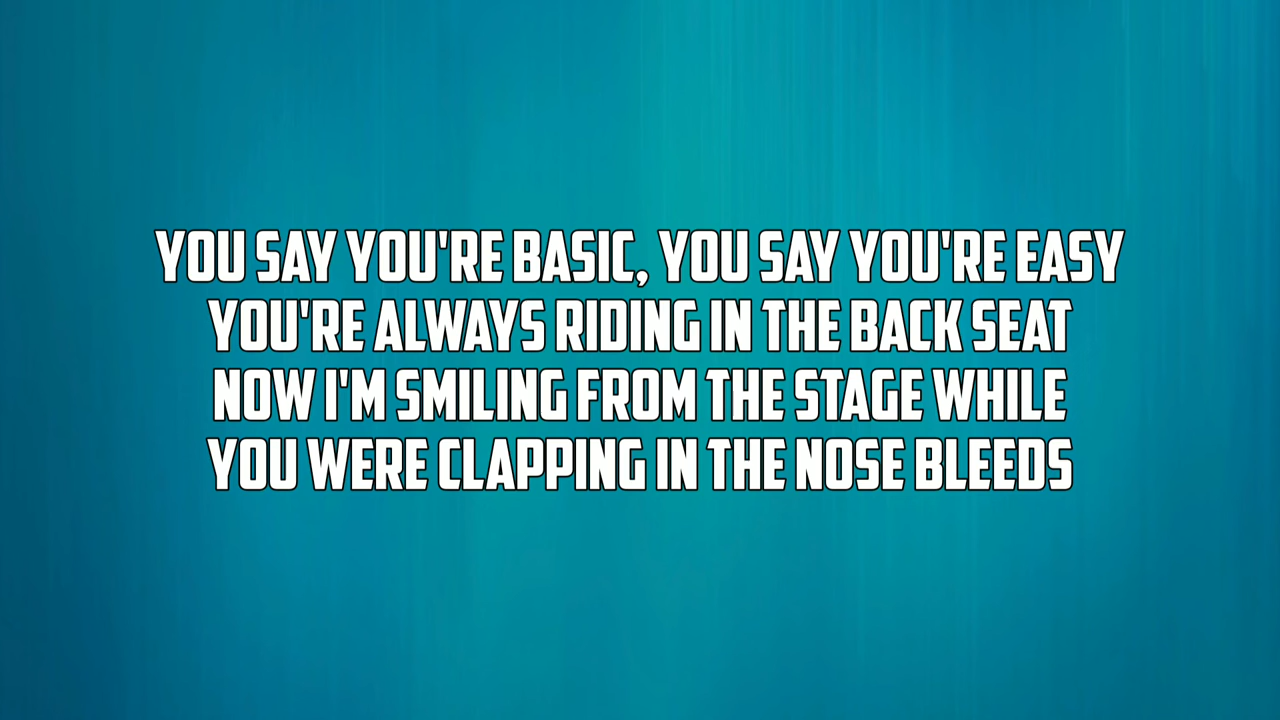 YOU SAY YOU'RE BASIC, YOU SAY YOU'RE EASY
YOU'RE ALWAYS RIDING IN THE BACK SEAT
NOW I'M SMILING FROM THE STAGE WHILE
YOU WERE CLAPPING IN THE NOSE BLEEDS